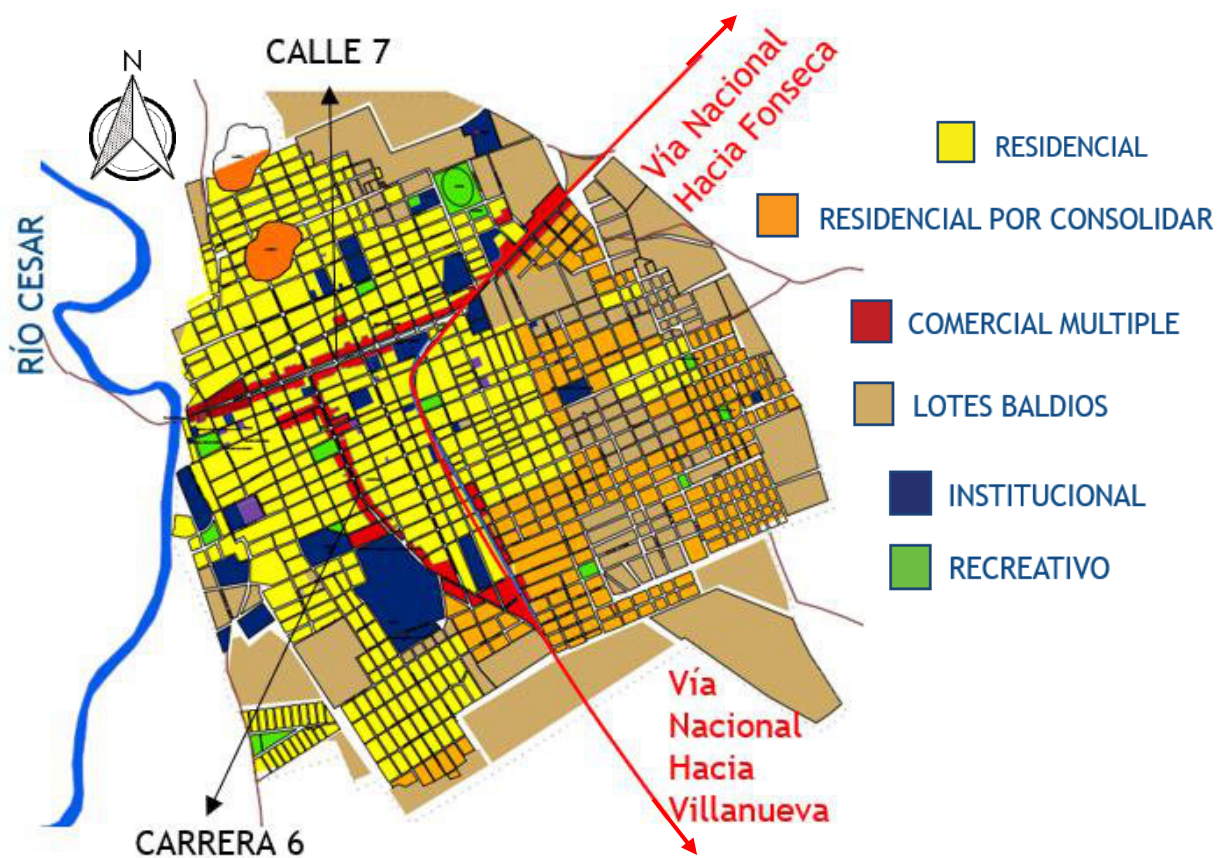 N
CALLE 7
Vía Nacional
Hacia Fonseca
RESIDENCIAL
RESIDENCIAL POR CONSOLIDAR
COMERCIAL MULTIPLE
LOTES BALDIOS
INSTITUCIONAL
RECREATIVO
RÍO CESAR
Vía
Nacional
Hacia
Villanueva
CARRERA 6